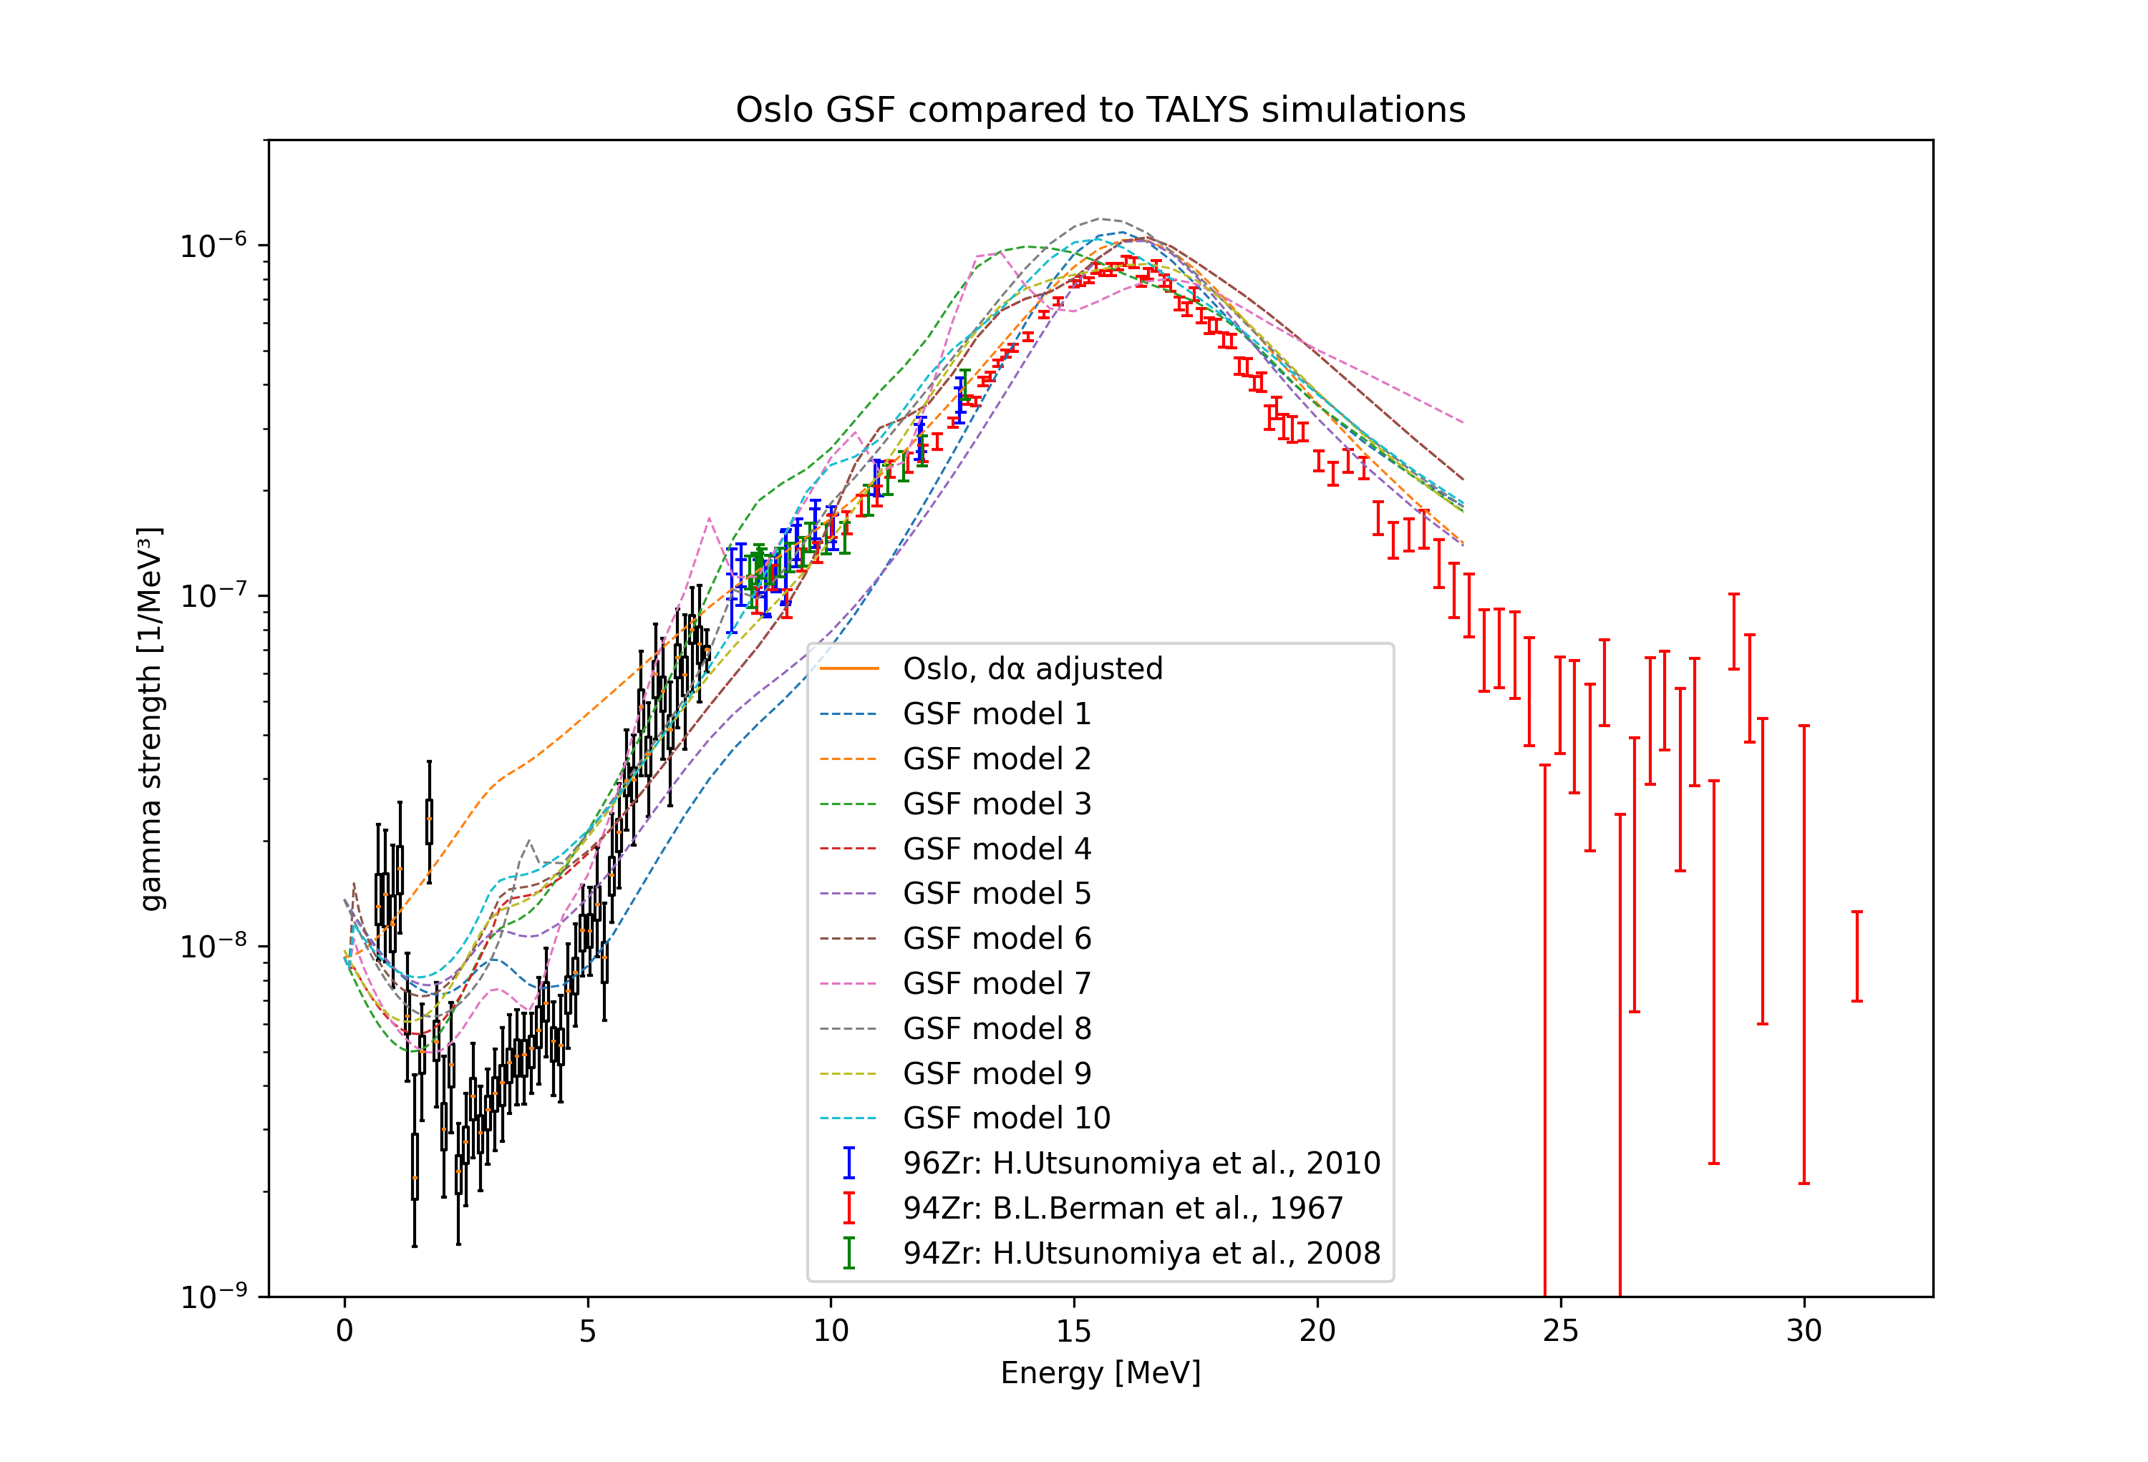 Oslo GSF compared to TALYS simulations
gamma strength [1/MeV³]
10⁻⁶
10⁻⁷
10⁻⁸
10⁻⁹
Oslo, dα adjusted
GSF model 1
GSF model 2
GSF model 3
GSF model 4
GSF model 5
GSF model 6
GSF model 7
GSF model 8
GSF model 9
GSF model 10
96Zr: H.Utsunomiya et al., 2010
94Zr: B.L.Berman et al., 1967
94Zr: H.Utsunomiya et al., 2008
0 5 10 15 20 25 30
Energy [MeV]